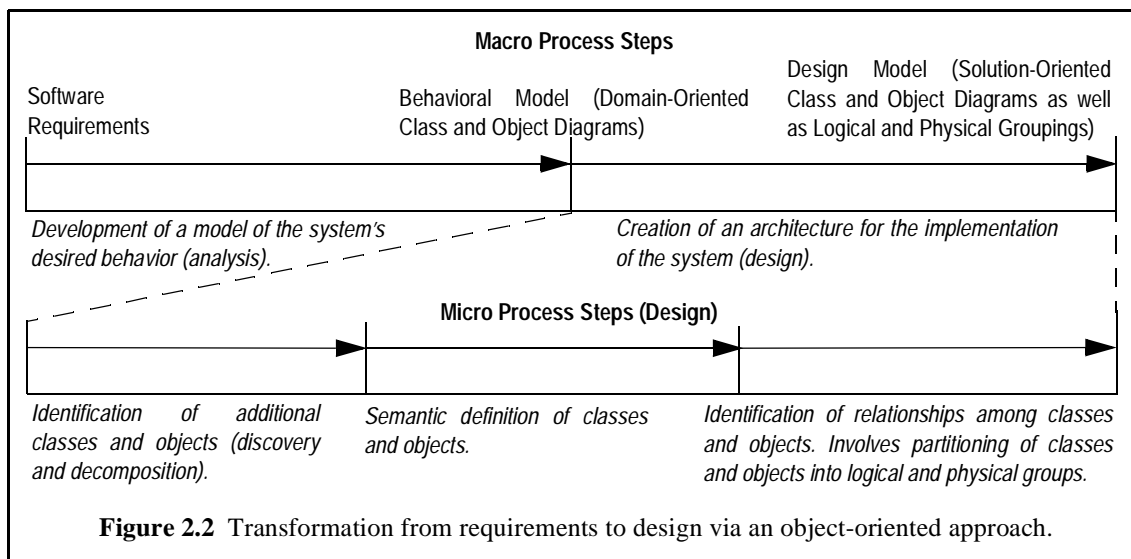 Macro Process Steps
Software
Requirements
Behavioral Model (Domain-Oriented
Class and Object Diagrams)
Design Model (Solution-Oriented
Class and Object Diagrams as well
as Logical and Physical Groupings)
Development of a model of the system's
desired behavior (analysis).
Creation of an architecture for the implementation
of the system (design).
Micro Process Steps (Design)
Identification of additional
classes and objects (discovery
and decomposition).
Semantic definition of classes
and objects.
Identification of relationships among classes
and objects. Involves partitioning of classes
and objects into logical and physical groups.
Figure 2.2 Transformation from requirements to design via an object-oriented approach.